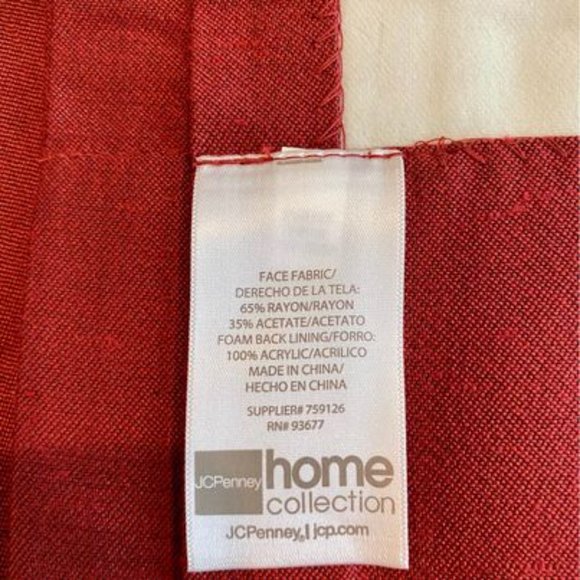 FACE FABRIC/
DERECHO DE LA TELA:
65% RAYON/RAYON
35% ACETATE/ACETATO
FOAM BACK LINING/FORRO:
100% ACRYLIC/ACRILICO
MADE IN CHINA/
HECHO EN CHINA
SUPPLIER# 759126
RN# 93677
JCPenney home
collection
JCPenney® | jcp.com